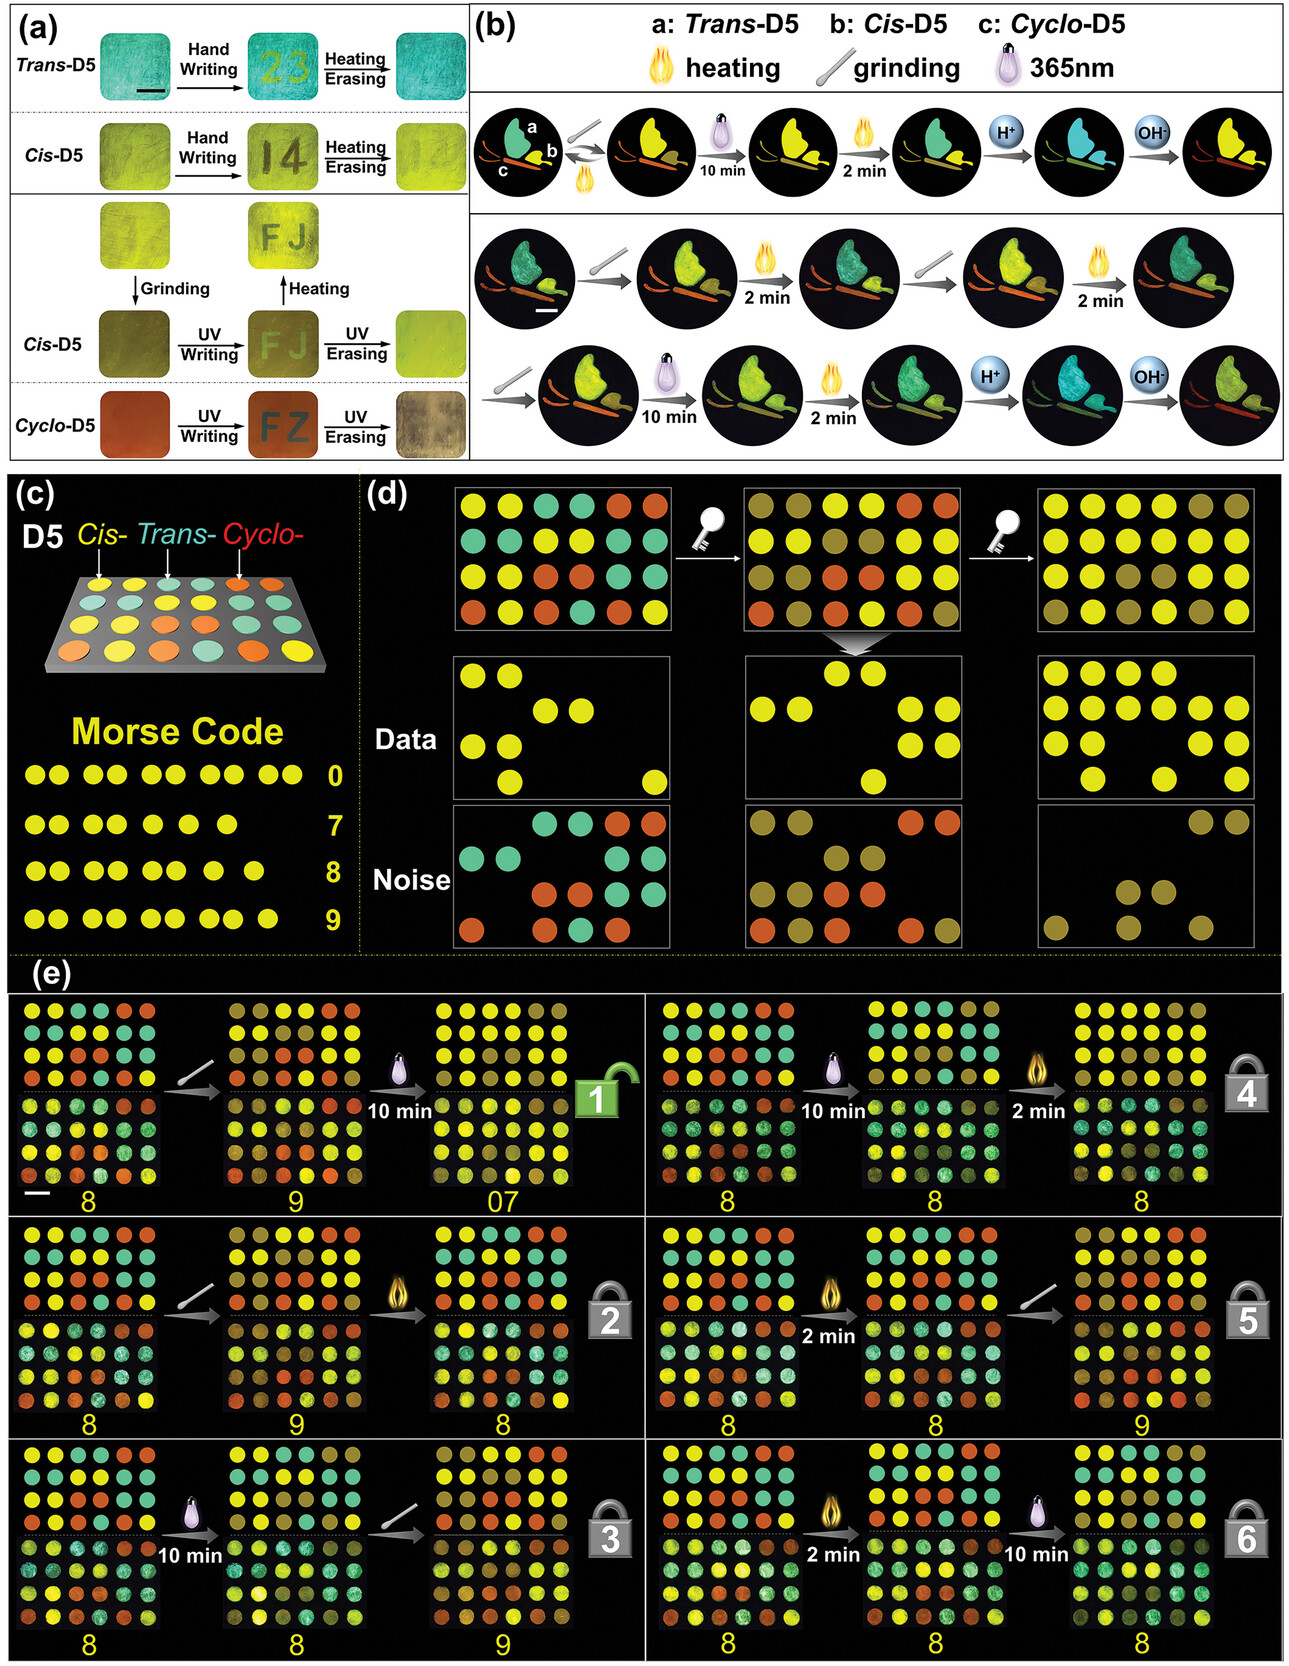 (a)
Trans-D5
Hand
Writing
23
Heating
Erasing
Cis-D5
Hand
Writing
14
Heating
Erasing
FJ
Grinding
Heating
Cis-D5
UV
Writing
FJ
UV
Erasing
Cyclo-D5
UV
Writing
FZ
UV
Erasing
(b)
a: Trans-D5 b: Cis-D5 c: Cyclo-D5
heating grinding 365nm
a
b
c
10 min
2 min
H+
OH-
2 min
2 min
10 min
2 min
H+
OH-
(c)
D5 Cis- Trans- Cyclo-
Morse Code
0
7
8
9
(d)
Data
Noise
(e)
10 min
1
8 9 07
10 min
2 min
4
8 8 8
2
8 9 8
2 min
5
8 8 9
10 min
3
8 8 9
2 min
10 min
6
8 8 8